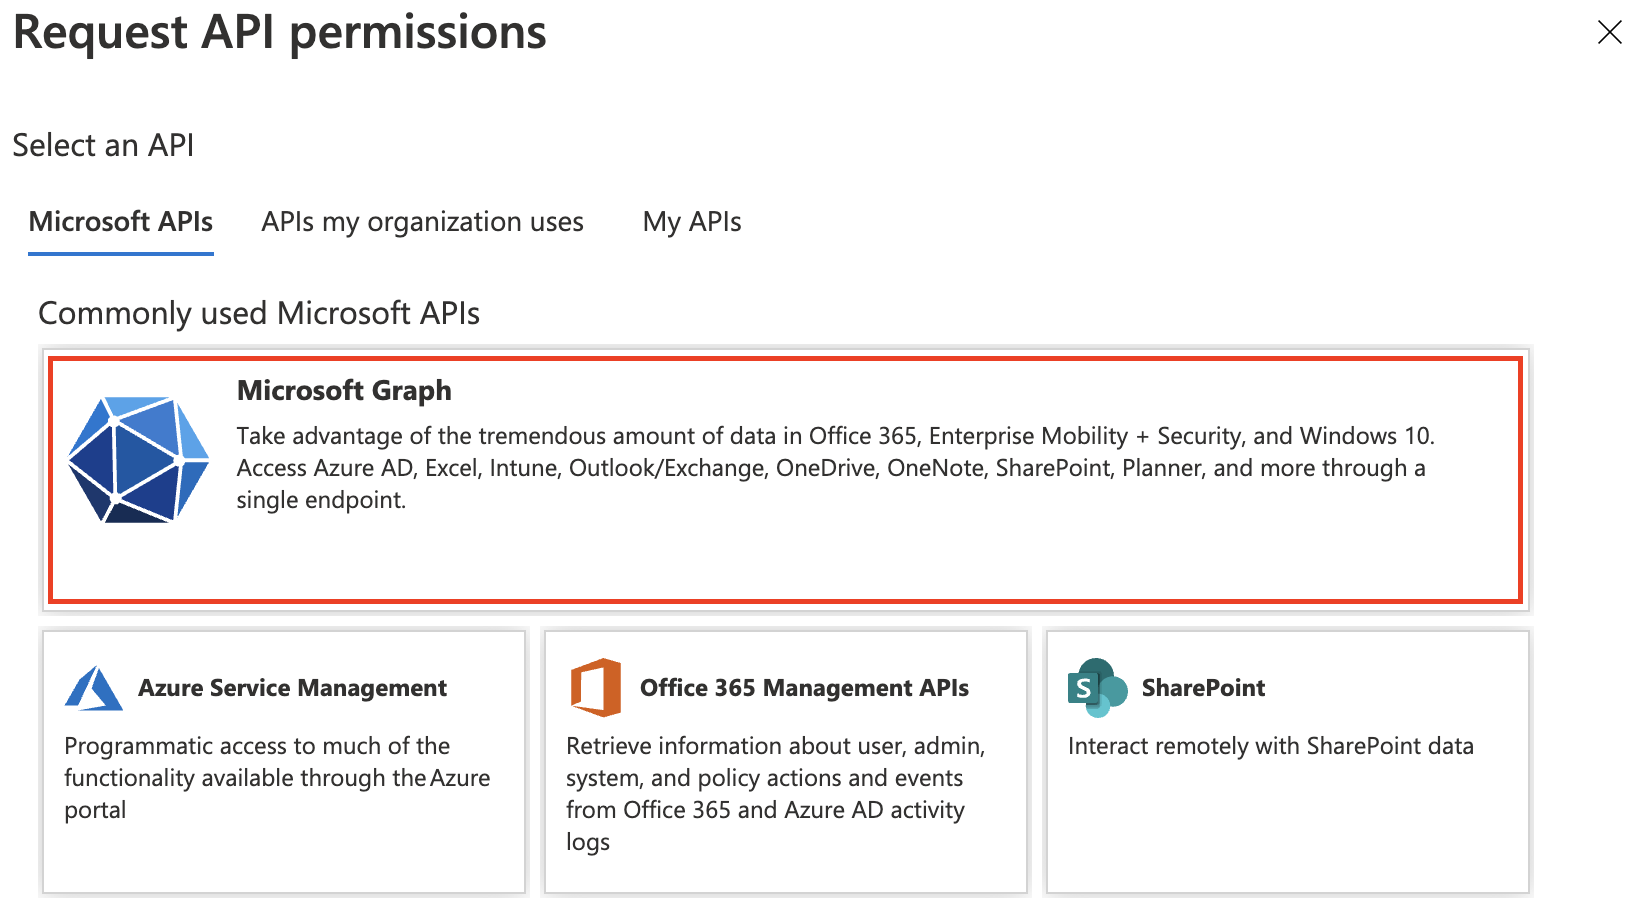 Request API permissions
Select an API
Microsoft APIs
APIs my organization uses
My APIs
Commonly used Microsoft APIs
Microsoft Graph
Take advantage of the tremendous amount of data in Office 365, Enterprise Mobility + Security, and Windows 10.
Access Azure AD, Excel, Intune, Outlook/Exchange, OneDrive, OneNote, SharePoint, Planner, and more through a
single endpoint.
Azure Service Management
Programmatic access to much of the
functionality available through the Azure
portal
Office 365 Management APIs
Retrieve information about user, admin,
system, and policy actions and events
from Office 365 and Azure AD activity
logs
S
SharePoint
Interact remotely with SharePoint data